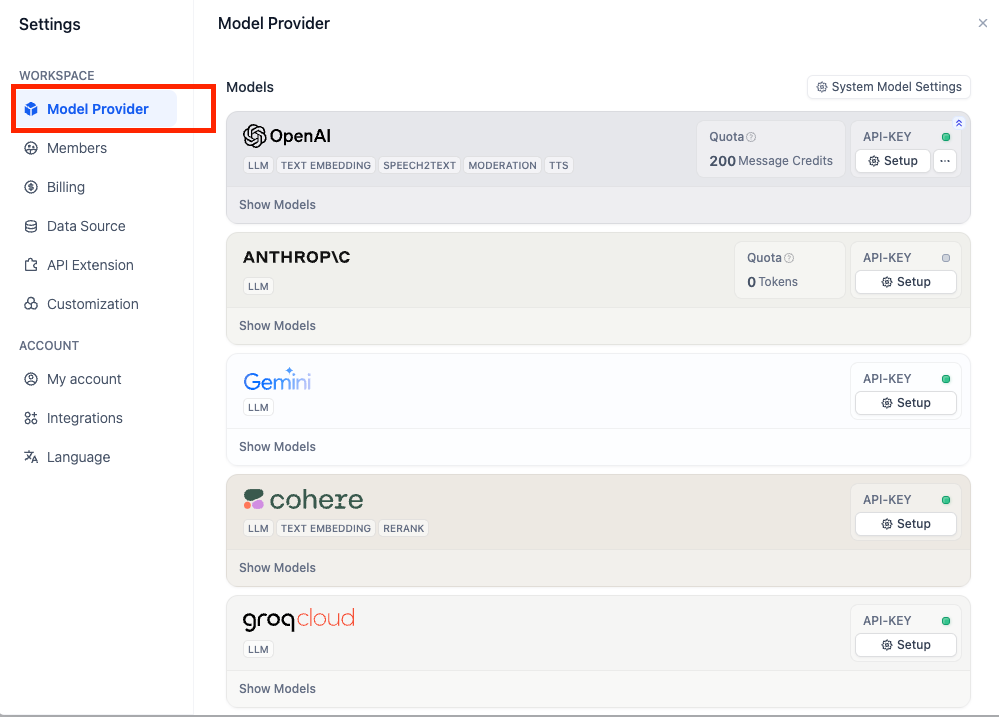 Settings
WORKSPACE
Model Provider
Members
Billing
Data Source
API Extension
Customization
ACCOUNT
My account
Integrations
Language
Model Provider
Models
System Model Settings
OpenAI
LLM TEXT EMBEDDING SPEECH2TEXT MODERATION TTS
Quota
200 Message Credits
API-KEY
Setup
Show Models
ANTHROP\C
LLM
Quota
0 Tokens
API-KEY
Setup
Show Models
Gemini
LLM
API-KEY
Setup
Show Models
cohere
LLM TEXT EMBEDDING RERANK
API-KEY
Setup
Show Models
groqcloud
LLM
API-KEY
Setup
Show Models